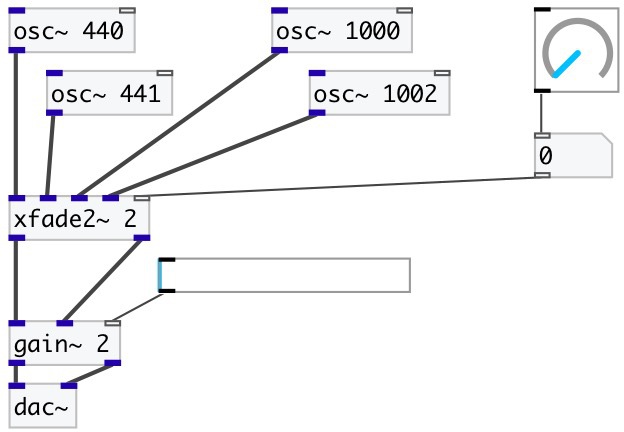 osc~ 440
osc~ 1000
osc~ 441
osc~ 1002
0
xfade2~ 2
gain~ 2
dac~